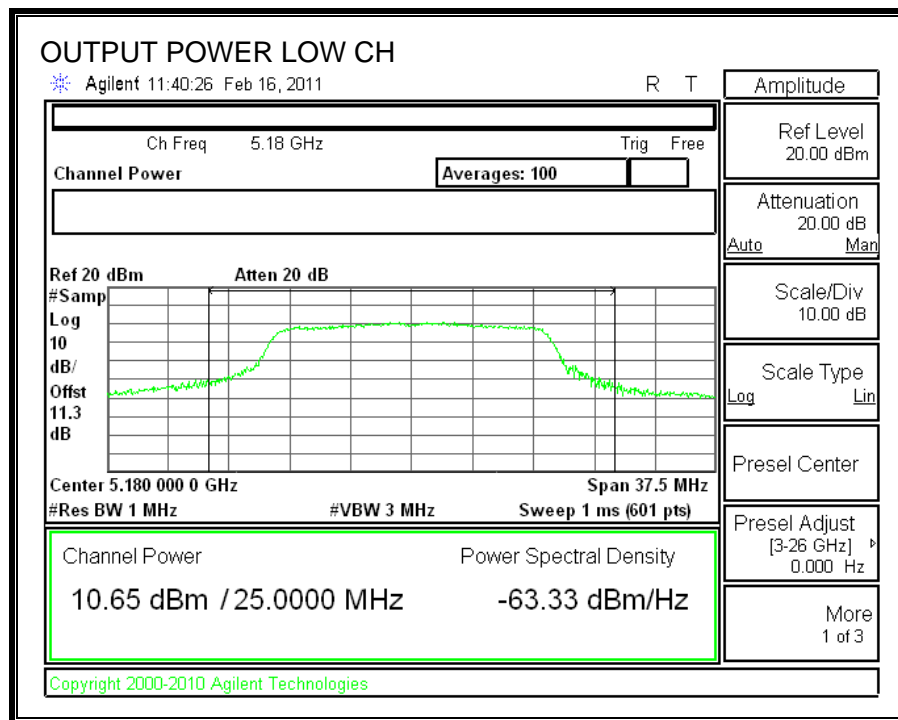 OUTPUT POWER LOW CH
Agilent 11:40:26 Feb 16, 2011 R T
Ch Freq 5.18 GHz Trig Free
Channel Power Averages: 100
Ref 20 dBm Atten 20 dB
#Samp
Log
10
dB/
Offst
11.3
dB
Center 5.180 000 0 GHz Span 37.5 MHz
#Res BW 1 MHz #VBW 3 MHz Sweep 1 ms (601 pts)
Channel Power Power Spectral Density
10.65 dBm / 25.0000 MHz -63.33 dBm/Hz
Copyright 2000-2010 Agilent Technologies
Amplitude
Ref Level
20.00 dBm
Attenuation
20.00 dB
Auto Man
Scale/Div
10.00 dB
Scale Type
Log Lin
Presel Center
Presel Adjust
[3-26 GHz]
0.000 Hz
More
1 of 3